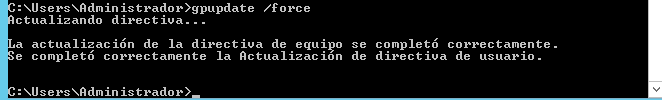 C:\Users\Administrador>gpupdate /force
Actualizando directiva...
La actualización de la directiva de equipo se completó correctamente.
Se completó correctamente la Actualización de directiva de usuario.
C:\Users\Administrador>_